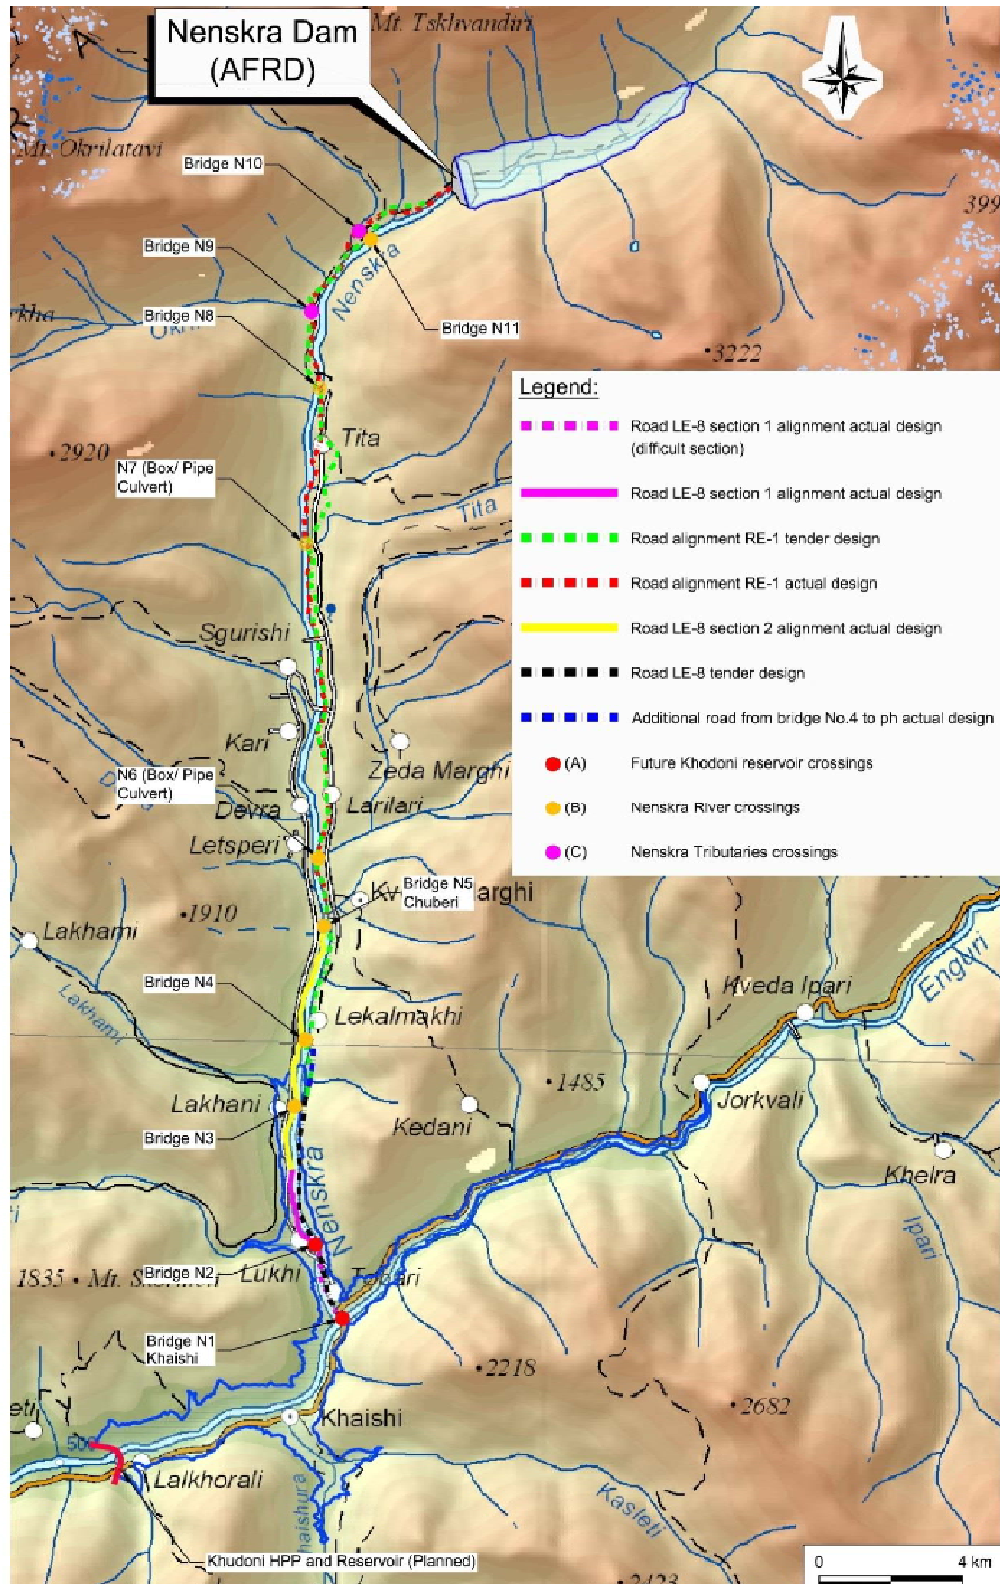 Mt. Tskhvandiri
Nenskra Dam
(AFRD)
Mt. Okrilatavi
Bridge N10
399
Bridge N9
Nenskra
Bridge N8
Bridge N11
•3222
Legend:
Road LE-8 section 1 alignment actual design
(difficult section)
Road LE-8 section 1 alignment actual design
Road alignment RE-1 tender design
Road alignment RE-1 actual design
Road LE-8 section 2 alignment actual design
Road LE-8 tender design
Additional road from bridge No.4 to ph actual design
(A) Future Khodoni reservoir crossings
(B) Nenskra River crossings
(C) Nenskra Tributaries crossings
•2920
Tita
N7 (Box/ Pipe
Culvert)
Tita
Sgurishi
Kari
Zeda Marghi
N6 (Box/ Pipe
Culvert)
Devra
Larilari
Letsperi
Bridge N5
Chuberi
arghi
•1910
Lakhami
Lakhami
Bridge N4
Lekalmakhi
Kveda Ipari
Enguri
•1485
Jorkvali
Lakhani
Kedani
Bridge N3
Khelra
Nenskra
Ipari
1835 •
Bridge N2
Lukhi
Bridge N1
Khaishi
•2218
•2682
Khaishi
500
Lalkhorali
Kasleti
Khudoni HPP and Reservoir (Planned)
0 4 km